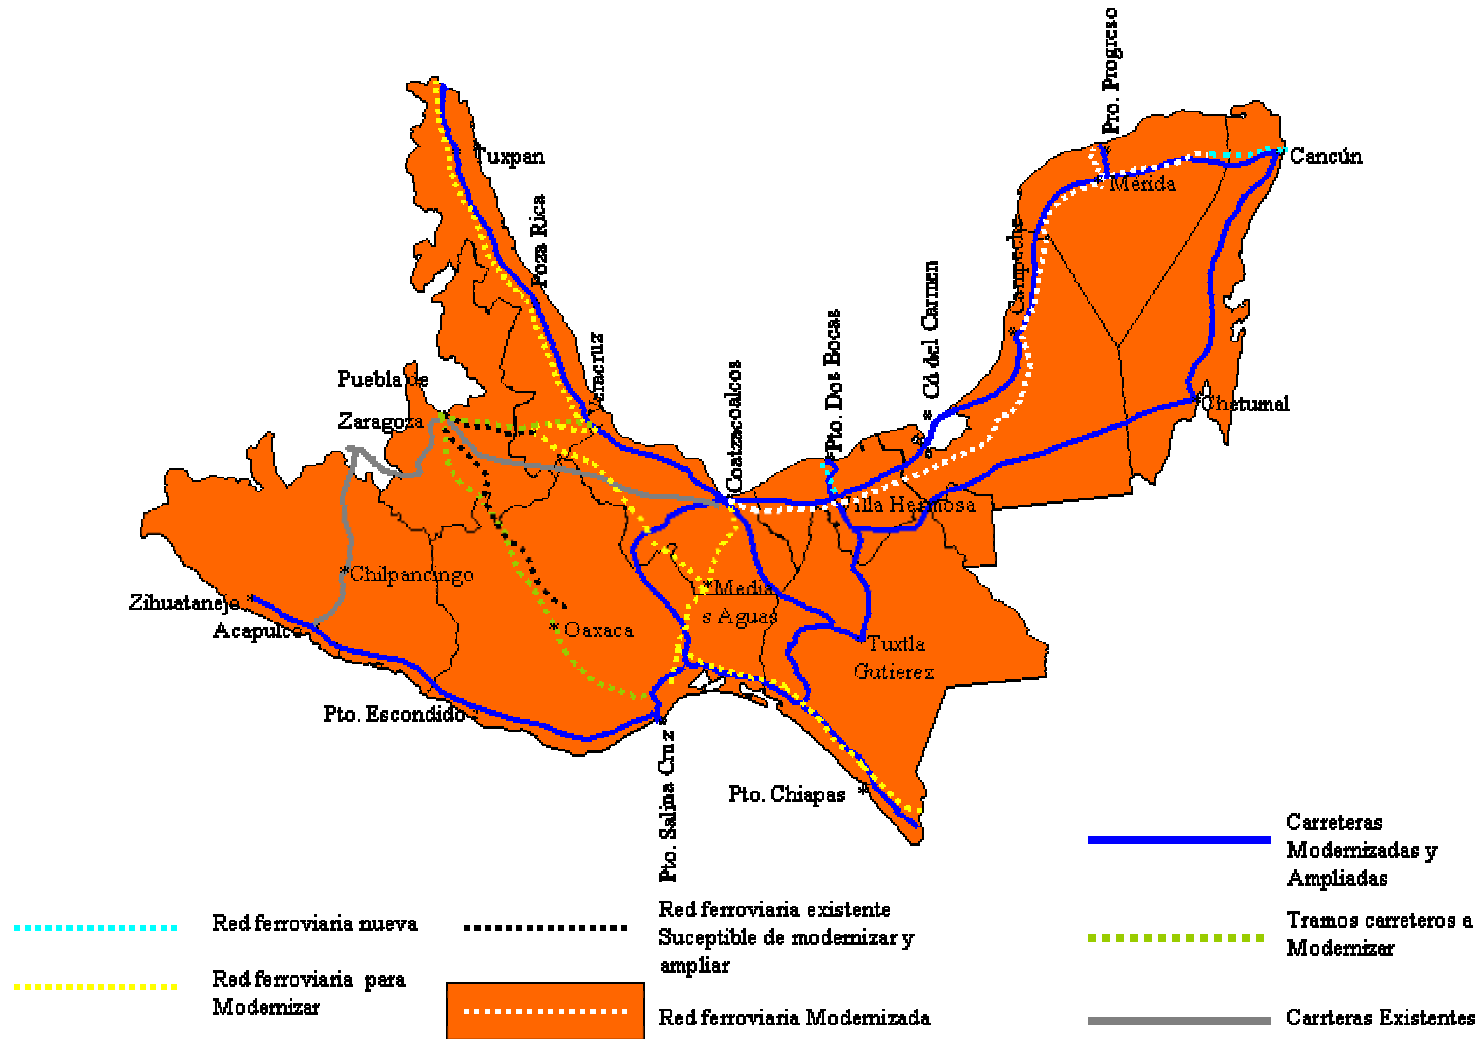 Pro. Progreso
Tuxpan
Cancún
Mérida
Poza Rica
Campeche
Cd del Carmen
Puebla de
Zaragoza
Veracruz
Coatzacoalcos
Pto. Dos Bocas
Chetumal
Villa Hermosa
Chilpancingo
Zihuatanejo
Acapulco
Media
s Aguas
Oaxaca
Tuxtla
Gutierez
Pto. Escondido
Pto. Salina Cruz
Pto. Chiapas
Carreteras
Modernizadas y
Ampliadas
Red ferroviaria nueva
Red ferroviaria existente
Suceptible de modernizar y
ampliar
Tramos carreteros a
Modernizar
Red ferroviaria para
Modernizar
Red ferroviaria Modernizada
Carrteras Existentes